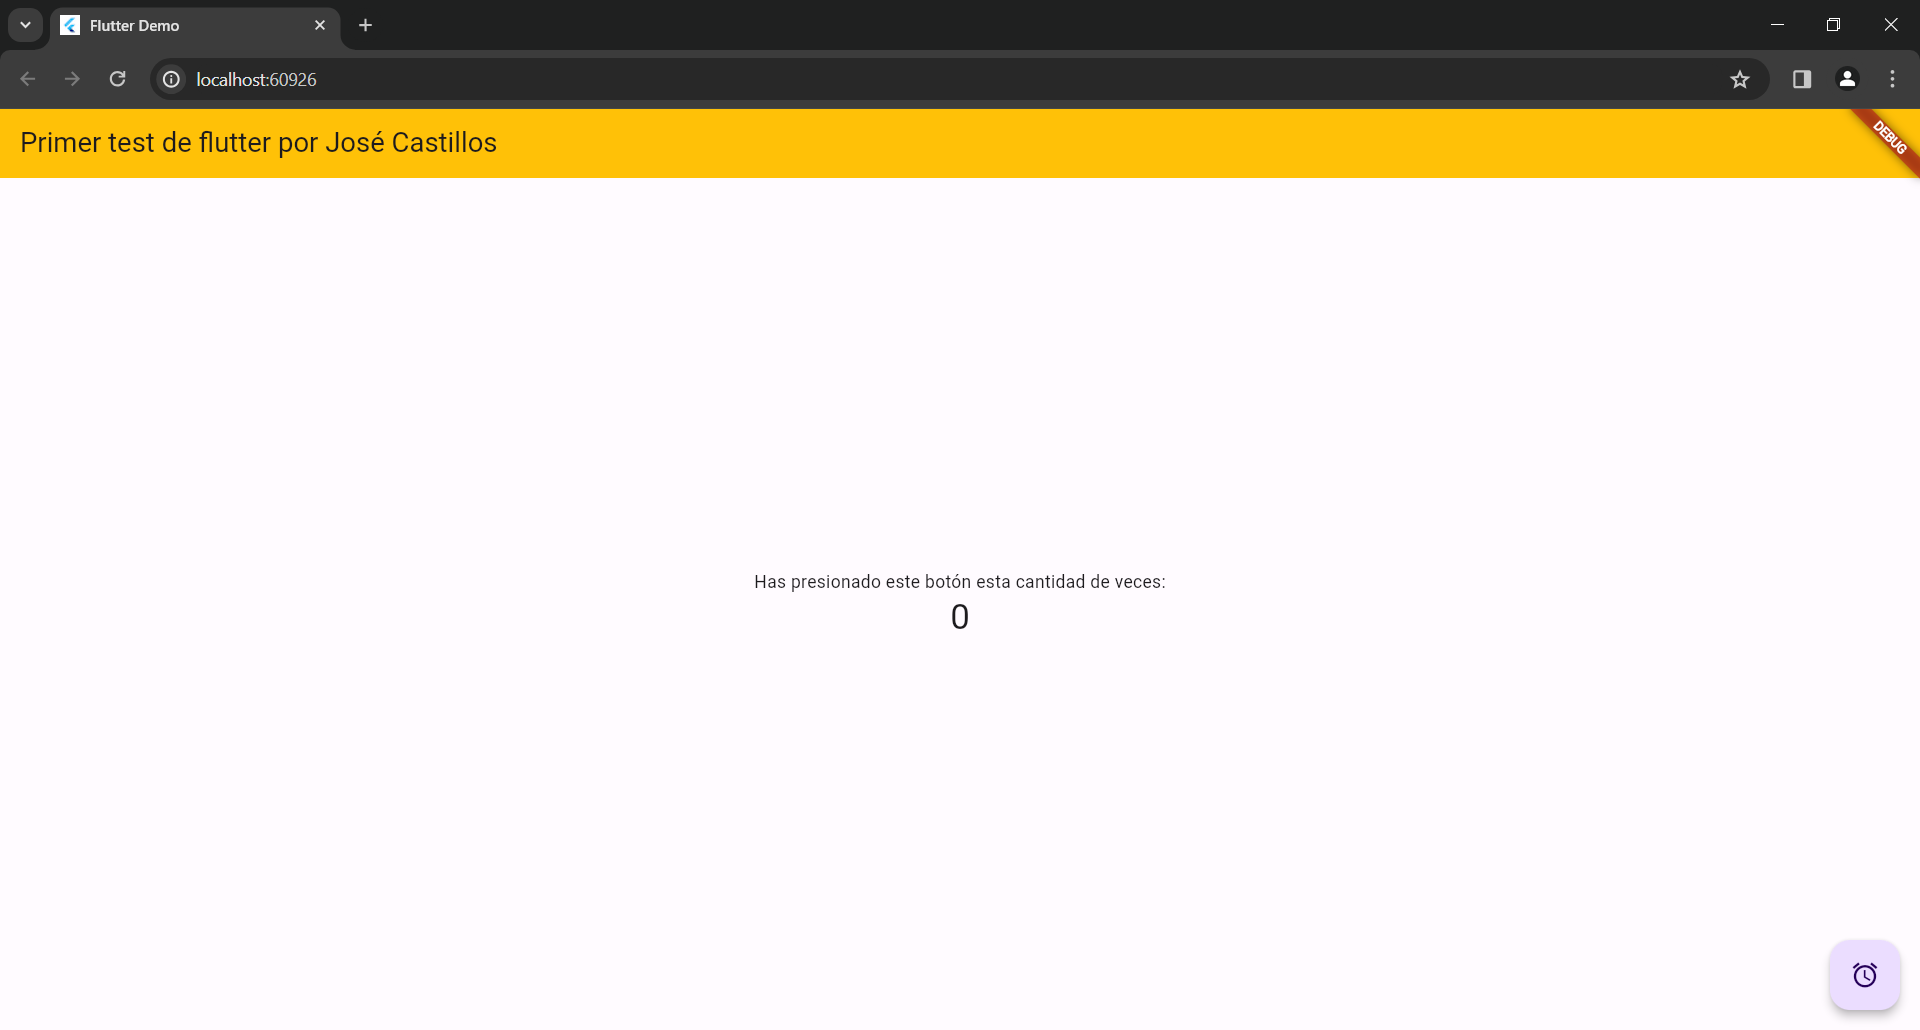 Flutter Demo
localhost:60926
Primer test de flutter por José Castillos
DEBUG
Has presionado este botón esta cantidad de veces:
0